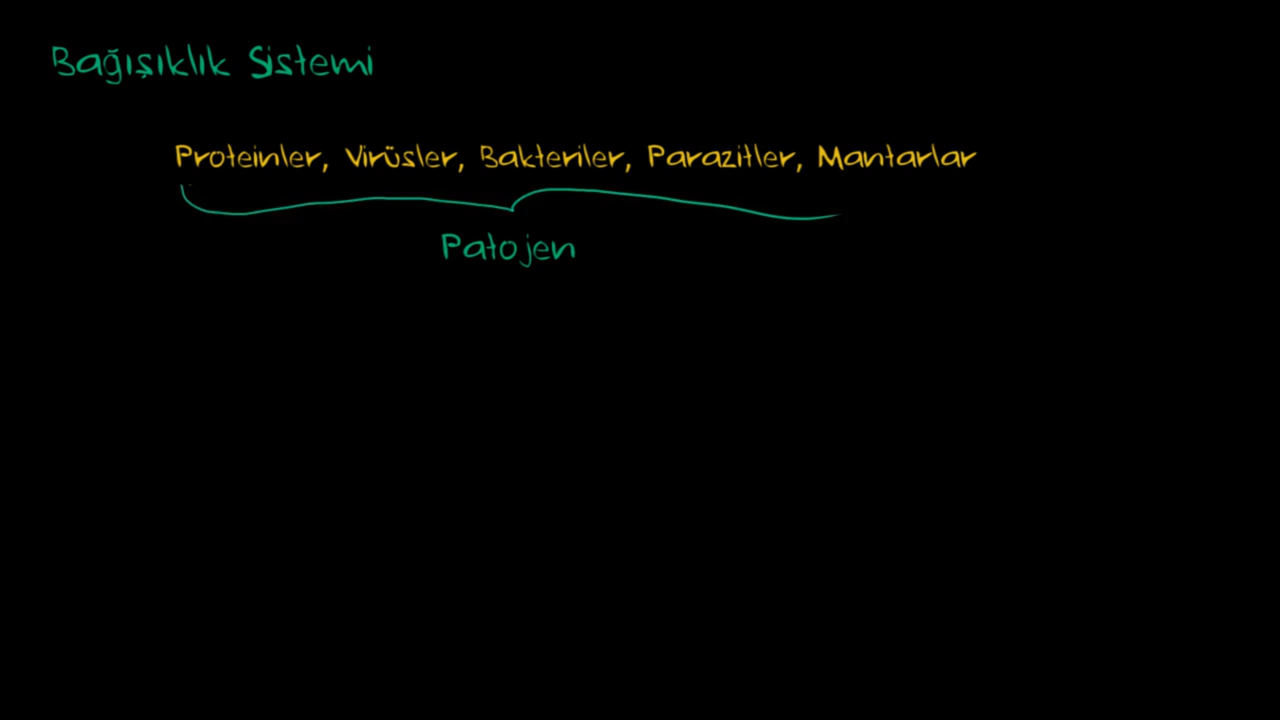 Bağışıklık Sistemi
Proteinler, Virüsler, Bakteriler, Parazitler, Mantarlar
Patojen